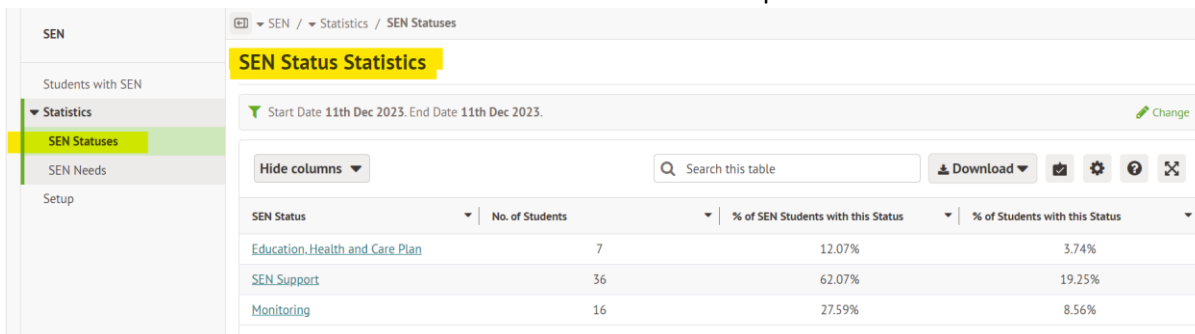 SEN
Students with SEN
Statistics
SEN Statuses
SEN Needs
Setup
SEN / Statistics / SEN Statuses
SEN Status Statistics
Start Date 11th Dec 2023. End Date 11th Dec 2023. Change
Hide columns Search this table Download
SEN Status No. of Students % of SEN Students with this Status % of Students with this Status
Education, Health and Care Plan 7 12.07% 3.74%
SEN Support 36 62.07% 19.25%
Monitoring 16 27.59% 8.56%